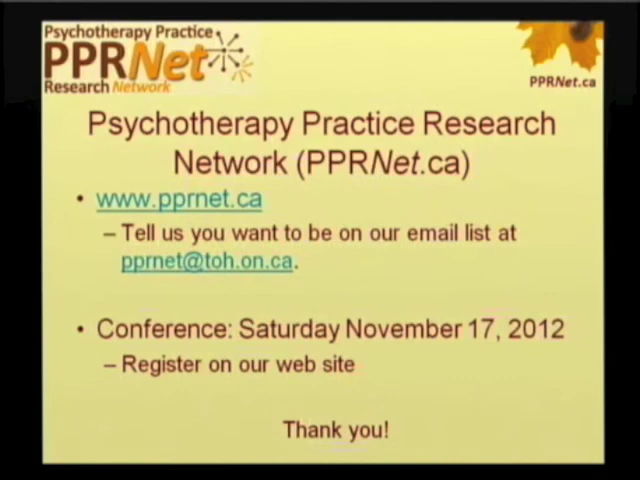 Psychotherapy Practice
PPRNet
Research Network
PPRNet.ca
Psychotherapy Practice Research
Network (PPRNet.ca)
• www.pprnet.ca
– Tell us you want to be on our email list at
pprnet@toh.on.ca.
• Conference: Saturday November 17, 2012
– Register on our web site
Thank you!